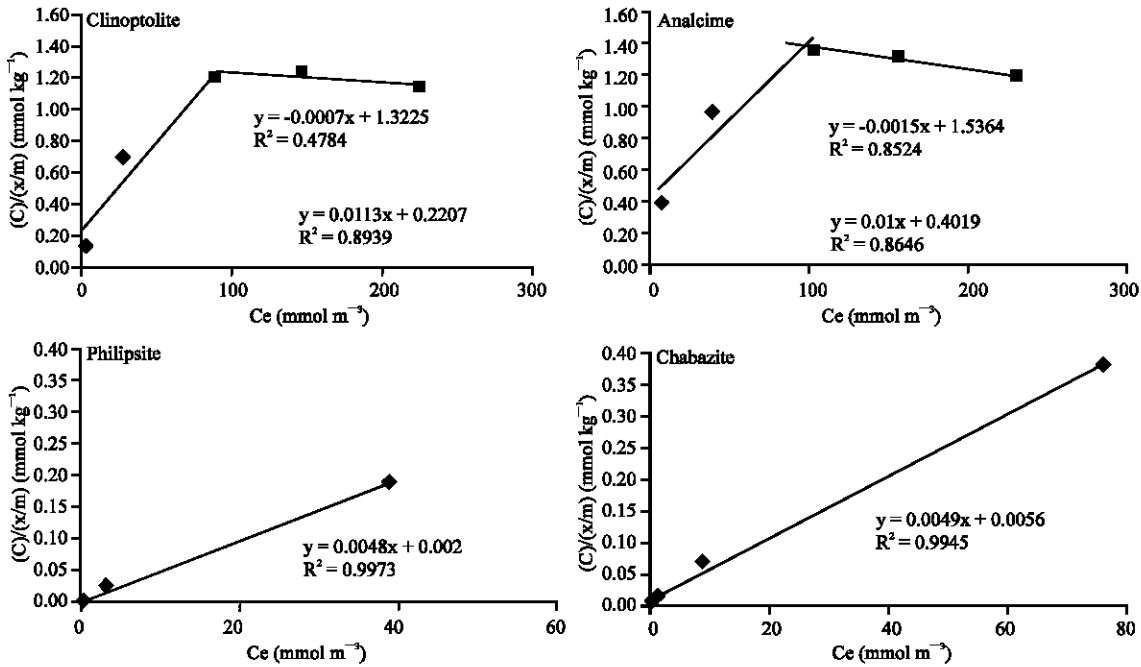 Clinoptolite
(C)/(x/m) (mmol kg⁻¹)
1.60
1.40
1.20
1.00
0.80
0.60
0.40
0.20
0.00
y = -0.0007x + 1.3225
R² = 0.4784
y = 0.0113x + 0.2207
R² = 0.8939
0
100
200
300
Ce (mmol m⁻³)
Analcime
(C)/(x/m) (mmol kg⁻¹)
1.60
1.40
1.20
1.00
0.80
0.60
0.40
0.20
0.00
y = -0.0015x + 1.5364
R² = 0.8524
y = 0.01x + 0.4019
R² = 0.8646
0
100
200
300
Ce (mmol m⁻³)
Philipsite
(C)/(x/m) (mmol kg⁻¹)
0.40
0.35
0.30
0.25
0.20
0.15
0.10
0.05
0.00
y = 0.0048x + 0.002
R² = 0.9973
0
20
40
60
Ce (mmol m⁻³)
Chabazite
(C)/(x/m) (mmol kg⁻¹)
0.40
0.35
0.30
0.25
0.20
0.15
0.10
0.05
0.00
y = 0.0049x + 0.0056
R² = 0.9945
0
20
40
60
80
Ce (mmol m⁻³)